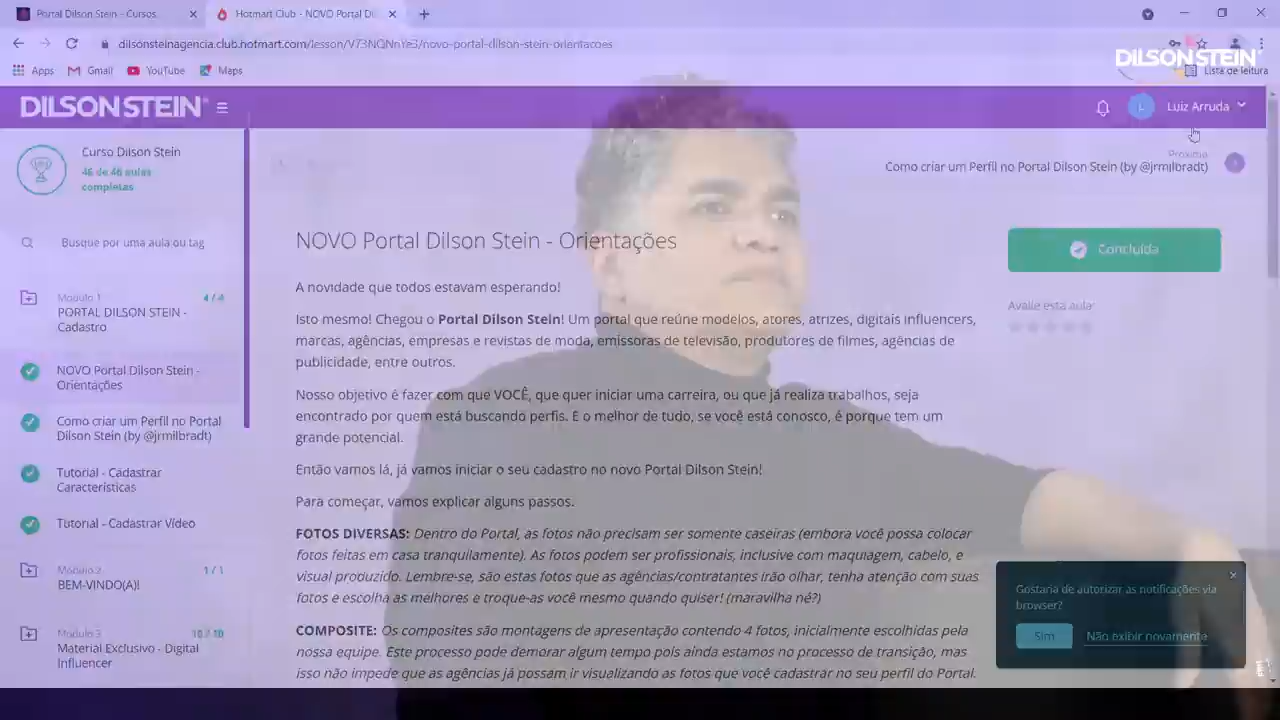 Portal Dilson Stein - Cursos
Hotmart Club - NOVO Portal Di
dilsonsteinagencia.club.hotmart.com/lesson/V73NQNnYe3/novo-portal-dilson-stein-orientacoes
Apps
Gmail
YouTube
Maps
DILSON STEIN
Lista de leitura
DILSON STEIN
L
Luiz Arruda
Curso Dilson Stein
46 de 46 aulas
completas
Próxima
Como criar um Perfil no Portal Dilson Stein (by @jrmilbradt)
Busque por uma aula ou tag
NOVO Portal Dilson Stein - Orientações
Concluída
A novidade que todos estavam esperando!
Avalie esta aula:
Isto mesmo! Chegou o Portal Dilson Stein! Um portal que reúne modelos, atores, atrizes, digitais influencers,
marcas, agências, empresas e revistas de moda, emissoras de televisão, produtores de filmes, agências de
publicidade, entre outros.
Nosso objetivo é fazer com que VOCÊ, que quer iniciar uma carreira, ou que já realiza trabalhos, seja
encontrado por quem está buscando perfis. E o melhor de tudo, se você está conosco, é porque tem um
grande potencial.
Então vamos lá, já vamos iniciar o seu cadastro no novo Portal Dilson Stein!
Para começar, vamos explicar alguns passos.
FOTOS DIVERSAS: Dentro do Portal, as fotos não precisam ser somente caseiras (embora você possa colocar
fotos feitas em casa tranquilamente). As fotos podem ser profissionais, inclusive com maquiagem, cabelo, e
visual produzido. Lembre-se, são estas fotos que as agências/contratantes irão olhar, tenha atenção com suas
fotos e escolha as melhores e troque-as você mesmo quando quiser! (maravilha né?)
COMPOSITE: Os composites são montagens de apresentação contendo 4 fotos, inicialmente escolhidas pela
nossa equipe. Este processo pode demorar algum tempo pois ainda estamos no processo de transição, mas
isso não impede que as agências já possam ir visualizando as fotos que você cadastrar no seu perfil do Portal.
Módulo 1
4 / 4
PORTAL DILSON STEIN -
Cadastro
NOVO Portal Dilson Stein -
Orientações
Como criar um Perfil no Portal
Dilson Stein (by @jrmilbradt)
Tutorial - Cadastrar
Características
Tutorial - Cadastrar Vídeo
Módulo 2
1 / 1
BEM-VINDO(A)!
Módulo 3
10 / 10
Material Exclusivo - Digital
Influencer
Gostaria de autorizar as notificações via
browser?
Sim
Não exibir novamente